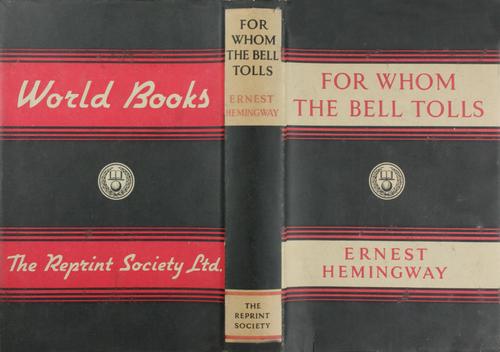 World Books
The Reprint Society Ltd.
FOR
WHOM
THE BELL
TOLLS
ERNEST
HEMINGWAY
THE
REPRINT
SOCIETY
FOR WHOM
THE BELL TOLLS
ERNEST
HEMINGWAY